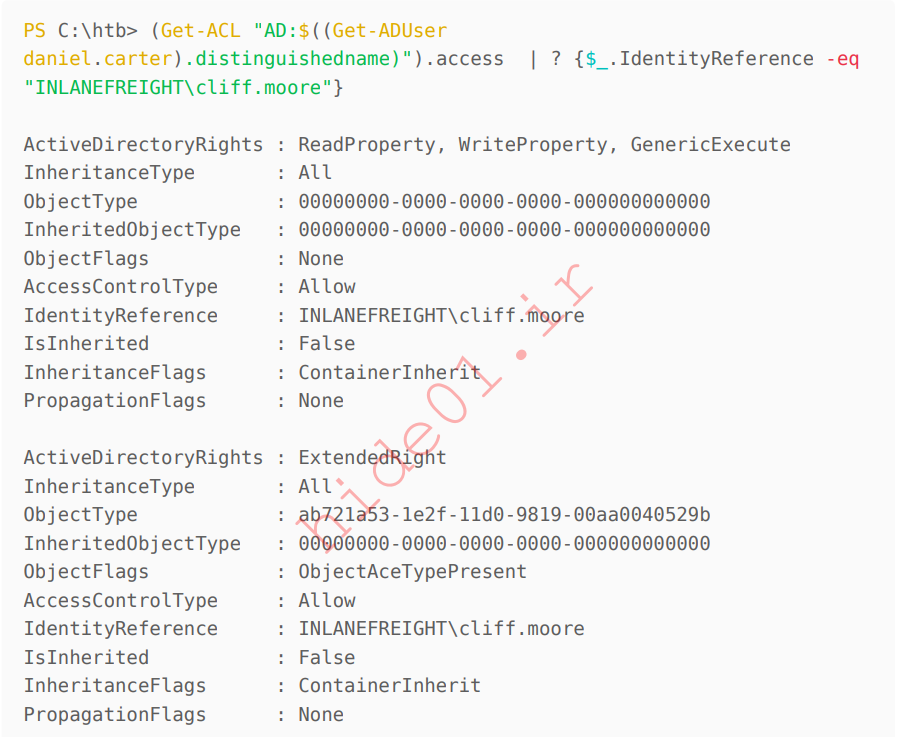 PS C:\htb> (Get-ACL "AD:$((Get-ADUser
daniel.carter).distinguishedname)").access  | ? {$_.IdentityReference -eq
"INLANEFREIGHT\cliff.moore"}

ActiveDirectoryRights : ReadProperty, WriteProperty, GenericExecute
InheritanceType       : All
ObjectType            : 00000000-0000-0000-0000-000000000000
InheritedObjectType   : 00000000-0000-0000-0000-000000000000
ObjectFlags           : None
AccessControlType     : Allow
IdentityReference     : INLANEFREIGHT\cliff.moore
IsInherited           : False
InheritanceFlags      : ContainerInherit
PropagationFlags      : None

ActiveDirectoryRights : ExtendedRight
InheritanceType       : All
ObjectType            : ab721a53-1e2f-11d0-9819-00aa0040529b
InheritedObjectType   : 00000000-0000-0000-0000-000000000000
ObjectFlags           : ObjectAceTypePresent
AccessControlType     : Allow
IdentityReference     : INLANEFREIGHT\cliff.moore
IsInherited           : False
InheritanceFlags      : ContainerInherit
PropagationFlags      : None
hide01.ir